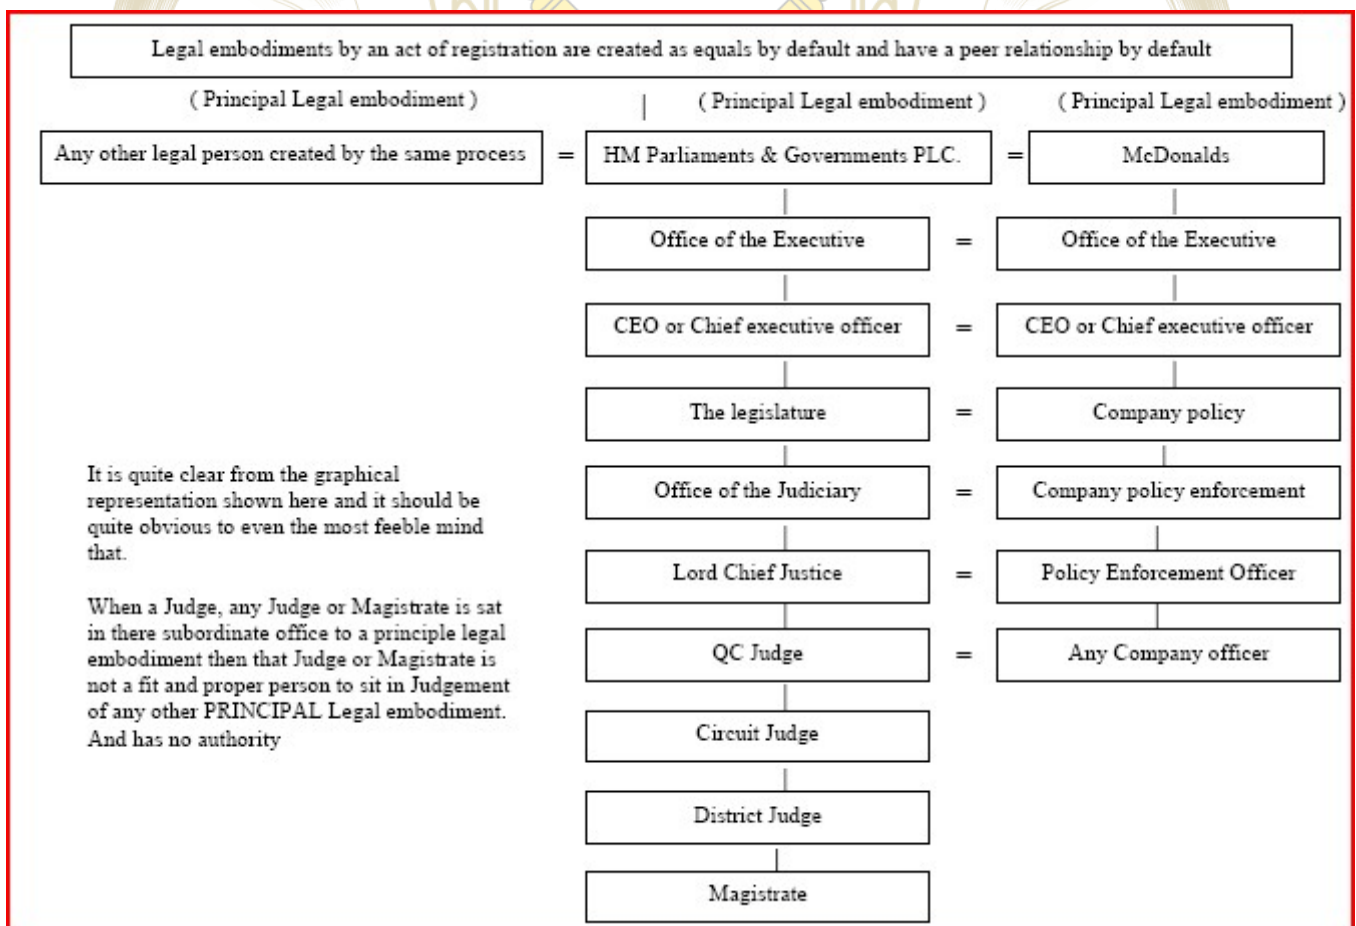 Legal embodiments by an act of registration are created as equals by default and have a peer relationship by default
( Principal Legal embodiment )
( Principal Legal embodiment )
( Principal Legal embodiment )
Any other legal person created by the same process
=
HM Parliaments & Governments PLC.
=
McDonalds
Office of the Executive
=
Office of the Executive
CEO or Chief executive officer
=
CEO or Chief executive officer
The legislature
=
Company policy
Office of the Judiciary
=
Company policy enforcement
Lord Chief Justice
=
Policy Enforcement Officer
QC Judge
=
Any Company officer
Circuit Judge
District Judge
Magistrate
It is quite clear from the graphical
representation shown here and it should be
quite obvious to even the most feeble mind
that.
When a Judge, any Judge or Magistrate is sat
in there subordinate office to a principle legal
embodiment then that Judge or Magistrate is
not a fit and proper person to sit in Judgement
of any other PRINCIPAL Legal embodiment.
And has no authority